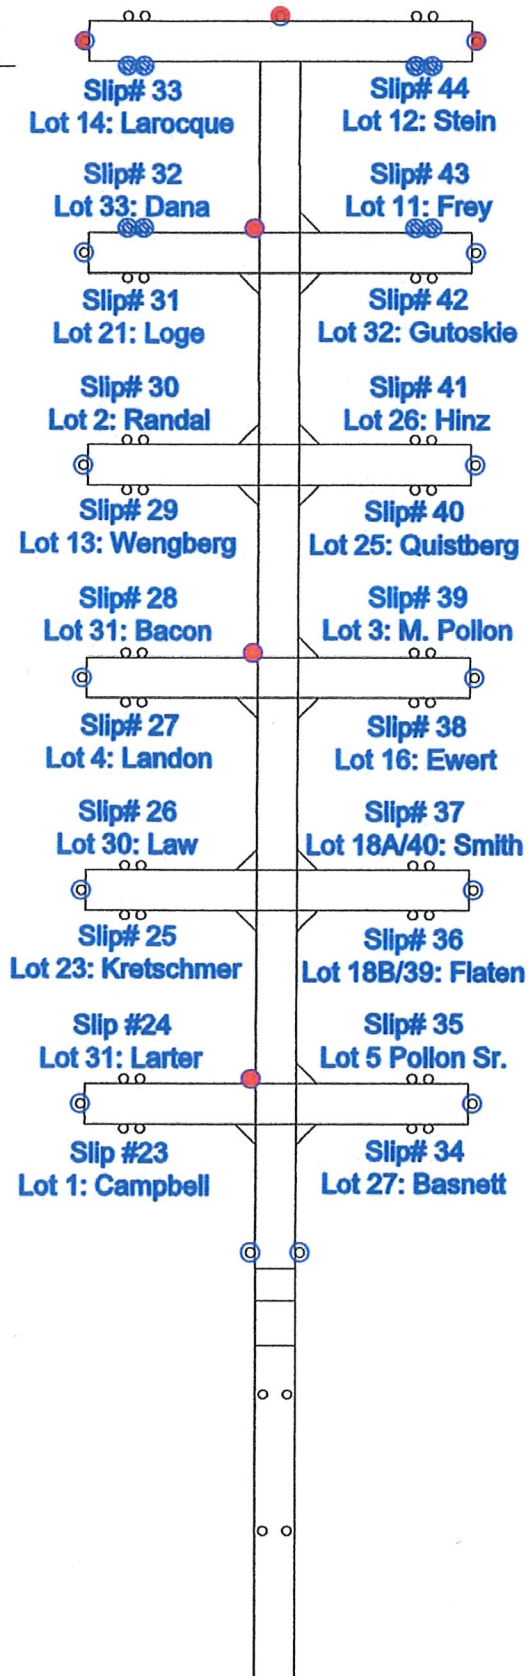 Slip# 33
Lot 14: Larocque
Slip# 44
Lot 12: Stein
Slip# 32
Lot 33: Dana
Slip# 43
Lot 11: Frey
Slip# 31
Lot 21: Loge
Slip# 42
Lot 32: Gutoskie
Slip# 30
Lot 2: Randal
Slip# 41
Lot 26: Hinz
Slip# 29
Lot 13: Wengberg
Slip# 40
Lot 25: Quistberg
Slip# 28
Lot 31: Bacon
Slip# 39
Lot 3: M. Pollon
Slip# 27
Lot 4: Landon
Slip# 38
Lot 16: Ewert
Slip# 26
Lot 30: Law
Slip# 37
Lot 18A/40: Smith
Slip# 25
Lot 23: Kretschmer
Slip# 36
Lot 18B/39: Flaten
Slip #24
Lot 31: Larter
Slip# 35
Lot 5 Pollon Sr.
Slip #23
Lot 1: Campbell
Slip# 34
Lot 27: Basnett